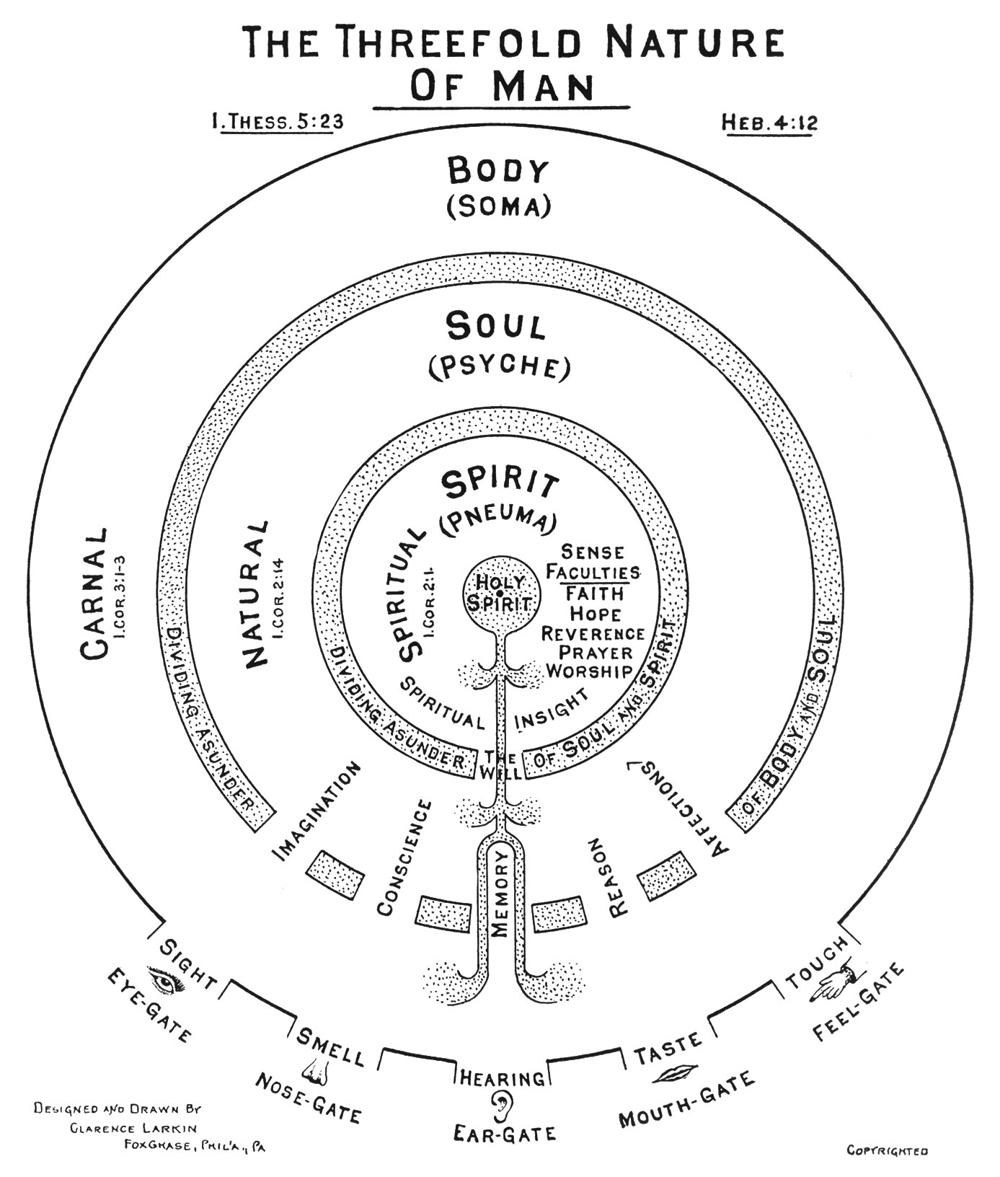 THE THREEFOLD NATURE
OF MAN
I. THESS. 5:23
HEB. 4:12
BODY
(SOMA)
SOUL
(PSYCHE)
SPIRIT
(PNEUMA)
CARNAL
I.COR. 3:1-3
NATURAL
I.COR. 2:14
SPIRITUAL
I.COR. 2:1.
HOLY
SPIRIT
SENSE
FACULTIES
FAITH
HOPE
REVERENCE
PRAYER
WORSHIP
SPIRITUAL INSIGHT
DIVIDING ASUNDER
THE
WILL
OF SOUL AND SPIRIT
DIVIDING ASUNDER
OF BODY AND SOUL
IMAGINATION
CONSCIENCE
MEMORY
REASON
AFFECTIONS
SIGHT
EYE-GATE
SMELL
NOSE-GATE
HEARING
EAR-GATE
TASTE
MOUTH-GATE
TOUCH
FEEL-GATE
DESIGNED AND DRAWN BY
CLARENCE LARKIN
FOXCHASE, PHIL'A., PA
COPYRIGHTED